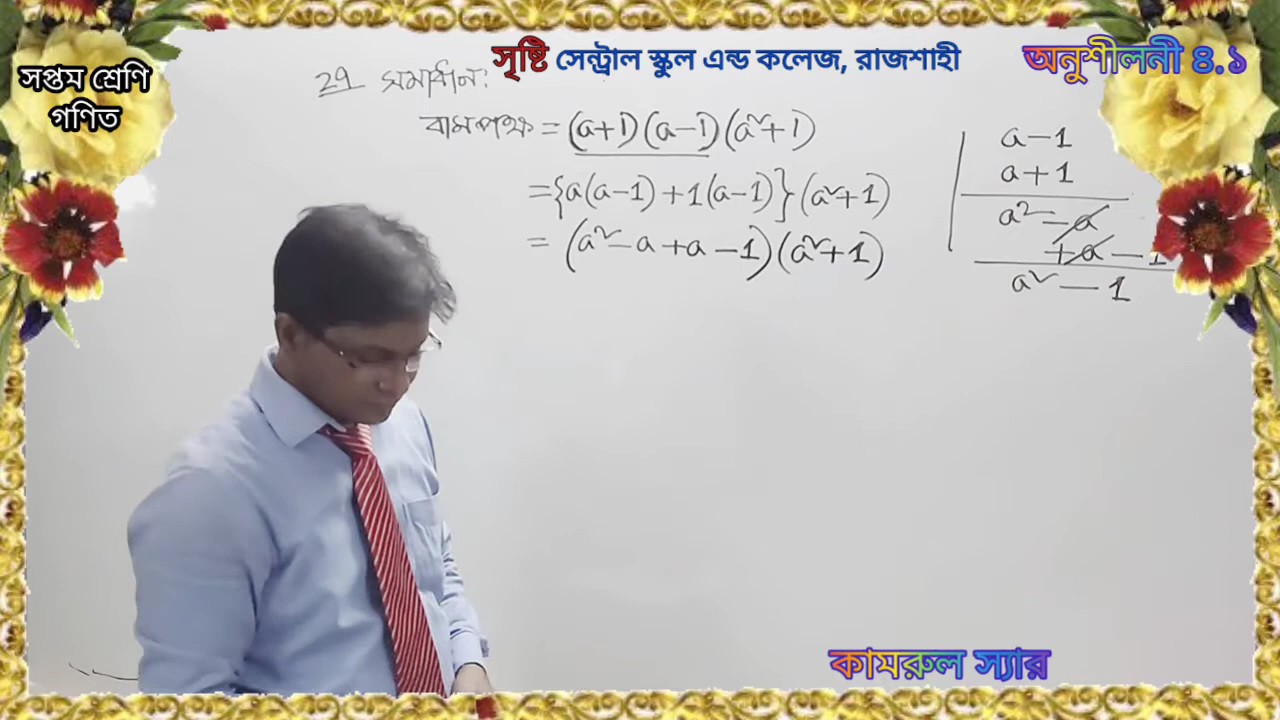 সৃষ্টি সেন্ট্রাল স্কুল এন্ড কলেজ, রাজশাহী
অনুশীলনী ৪.১
সপ্তম শ্রেণি
গণিত
২৭ সমাধান:
বামপক্ষ = (a+1)(a-1)(a²+1)
= {a(a-1)+1(a-1)}(a²+1)
= (a²-a+a-1)(a²+1)
a-1
a+1
a²-a
+a-1
a²-1
কামরুল স্যার